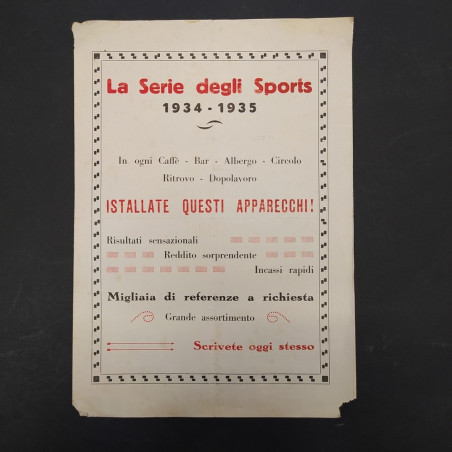 La Serie degli Sports
1934 - 1935
In ogni Caffè - Bar - Albergo - Circolo
Ritrovo - Dopolavoro
ISTALLATE QUESTI APPARECCHI!
Risultati sensazionali
Reddito sorprendente
Incassi rapidi
Migliaia di referenze a richiesta
Grande assortimento
Scrivete oggi stesso